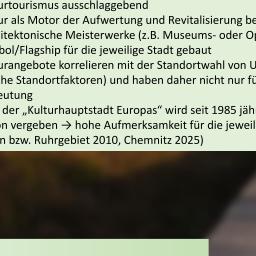 urtourismus ausschlaggebend
ur als Motor der Aufwertung und Revitalisierung be
itektonische Meisterwerke (z.B. Museums- oder Op
bol/Flagship für die jeweilige Stadt gebaut
urangebote korrelieren mit der Standortwahl von U
he Standortfaktoren) und haben daher nicht nur fü
eutung
der „Kulturhauptstadt Europas“ wird seit 1985 jäh
on vergeben → hohe Aufmerksamkeit für die jeweil
n bzw. Ruhrgebiet 2010, Chemnitz 2025)